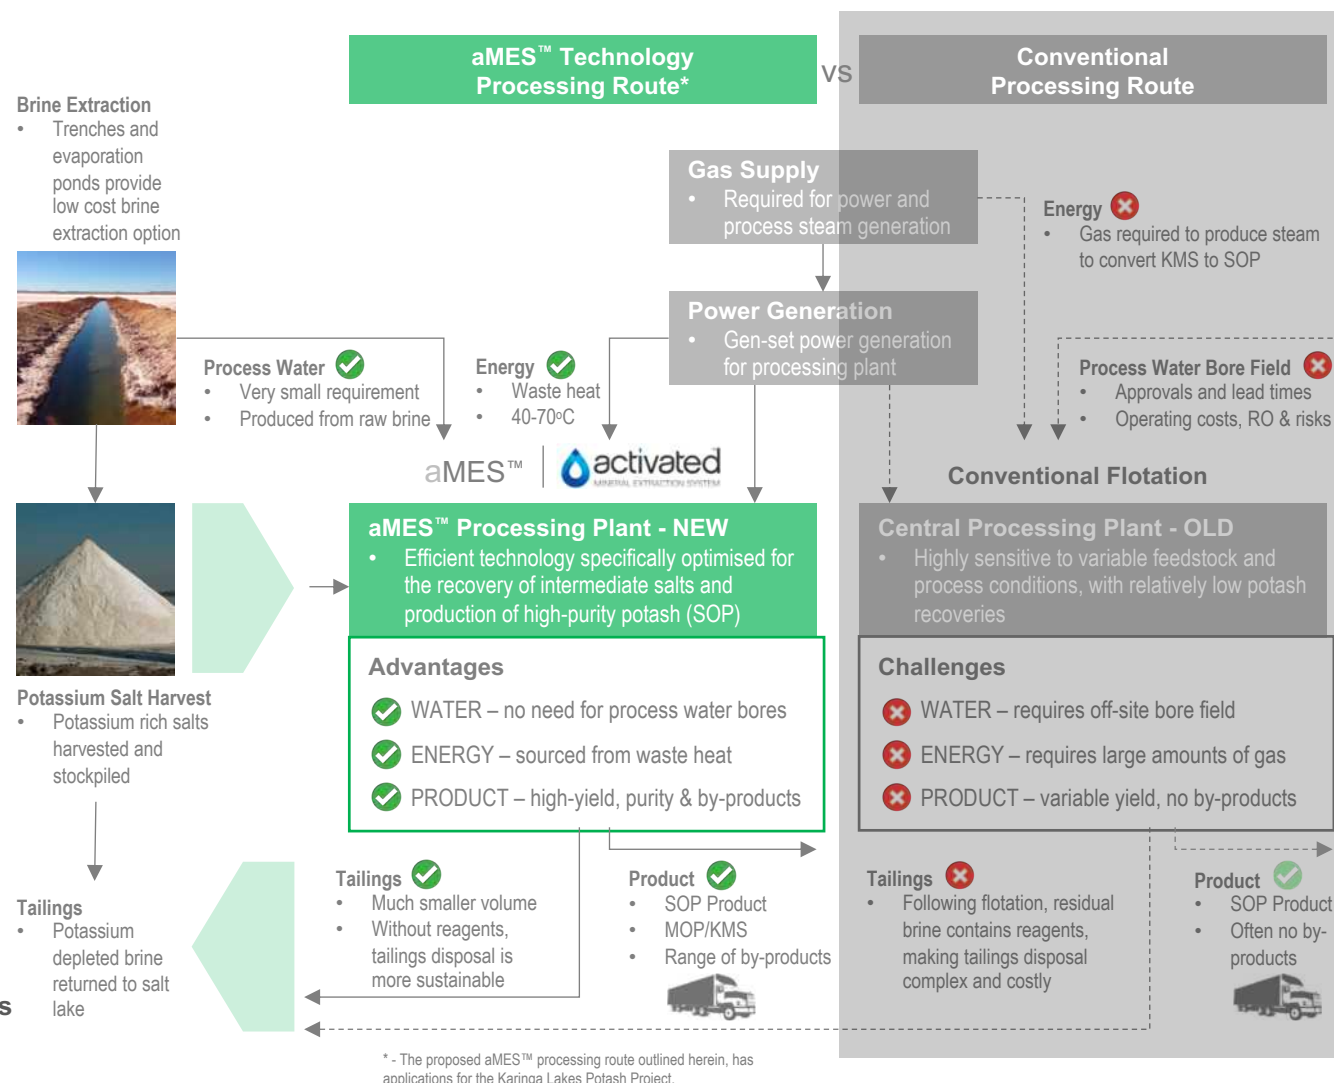 aMES™ Technology
Processing Route*
vs
Conventional
Processing Route
Brine Extraction
• Trenches and
evaporation
ponds provide
low cost brine
extraction option
Gas Supply
• Required for power and
process steam generation
Energy
• Gas required to produce steam
to convert KMS to SOP
Power Generation
• Gen-set power generation
for processing plant
Process Water
• Very small requirement
• Produced from raw brine
Energy
• Waste heat
• 40-70ºC
Process Water Bore Field
• Approvals and lead times
• Operating costs, RO & risks
aMES™
activated
MINERAL EXTRACTION SYSTEM
Conventional Flotation
aMES™ Processing Plant - NEW
• Efficient technology specifically optimised for
the recovery of intermediate salts and
production of high-purity potash (SOP)
Central Processing Plant - OLD
• Highly sensitive to variable feedstock and
process conditions, with relatively low potash
recoveries
Advantages
WATER – no need for process water bores
ENERGY – sourced from waste heat
PRODUCT – high-yield, purity & by-products
Challenges
WATER – requires off-site bore field
ENERGY – requires large amounts of gas
PRODUCT – variable yield, no by-products
Potassium Salt Harvest
• Potassium rich salts
harvested and
stockpiled
Tailings
• Potassium
depleted brine
returned to salt
lake
s
Tailings
• Much smaller volume
• Without reagents,
tailings disposal is
more sustainable
Product
• SOP Product
• MOP/KMS
• Range of by-products
Tailings
• Following flotation, residual
brine contains reagents,
making tailings disposal
complex and costly
Product
• SOP Product
• Often no by-
products
* - The proposed aMES™ processing route outlined herein, has
applications for the Karinga Lakes Potash Project.